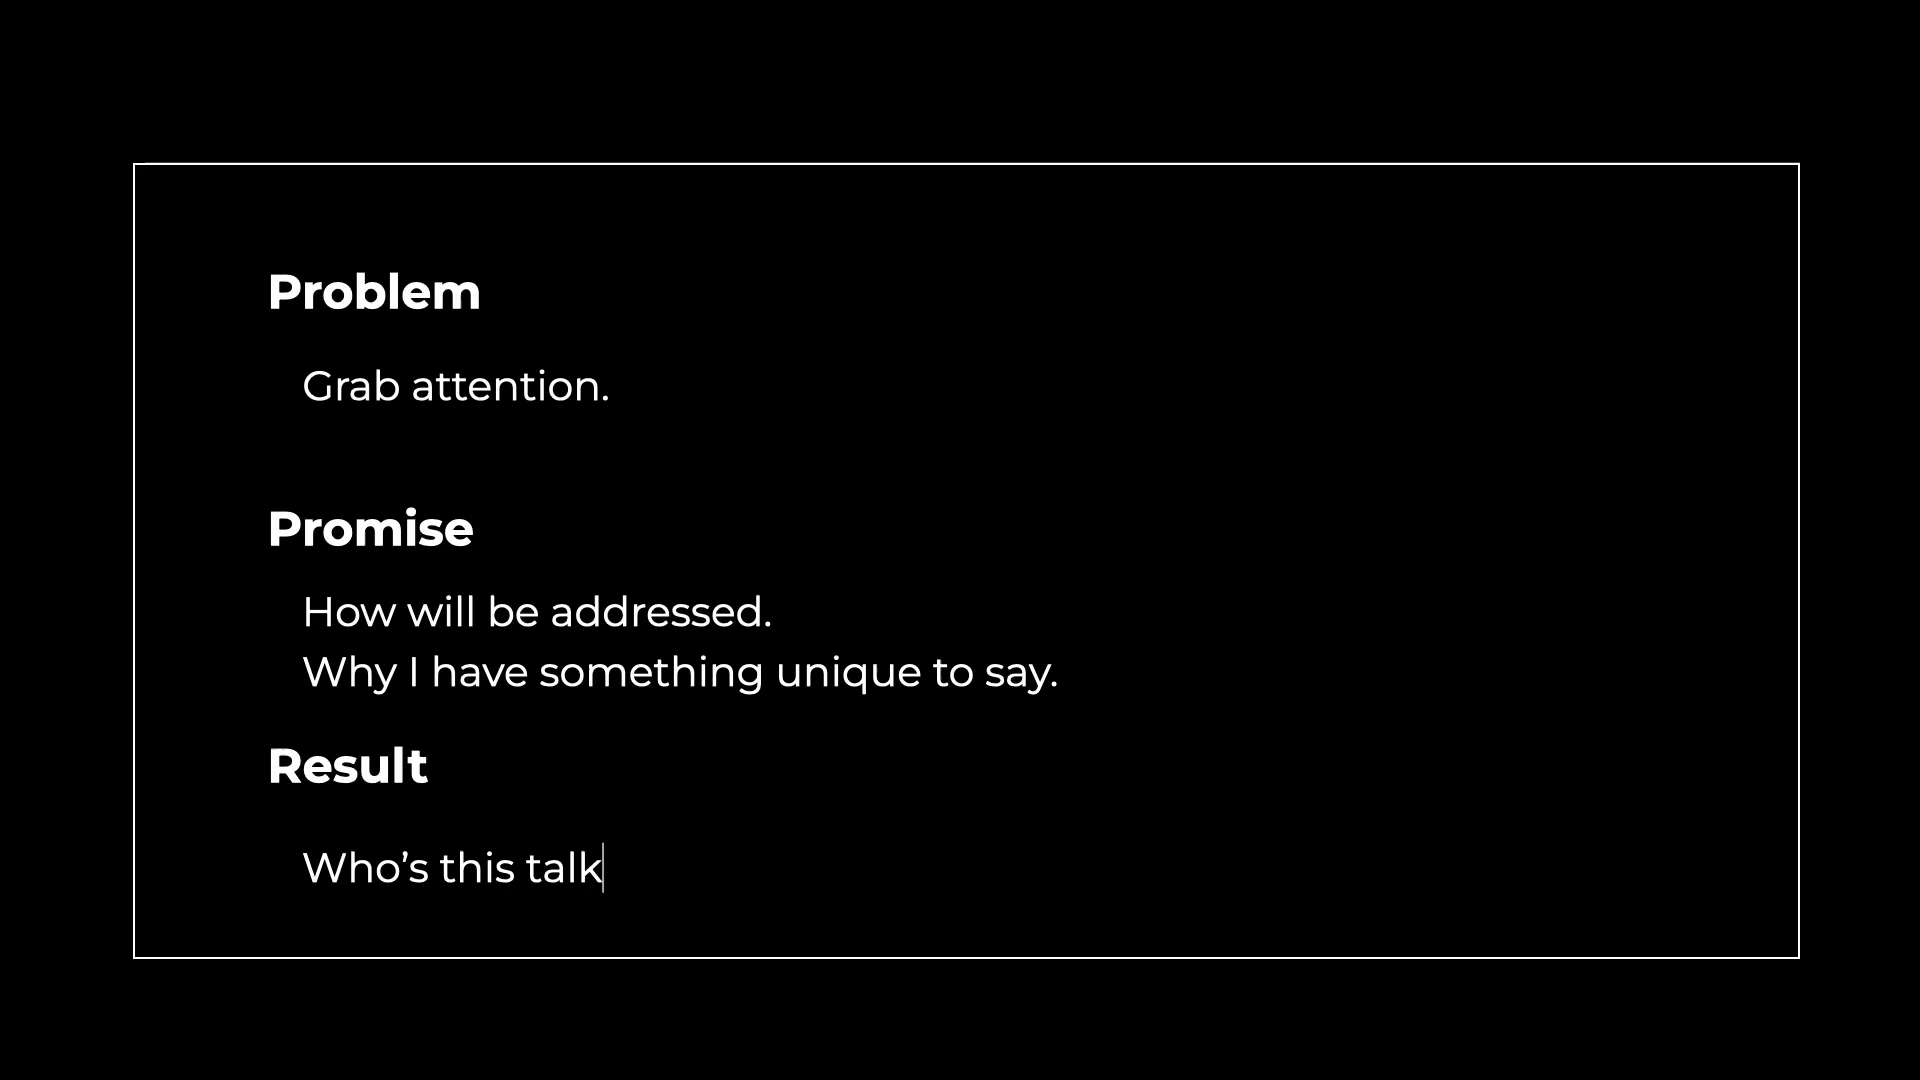 Problem
Grab attention.
Promise
How will be addressed.
Why I have something unique to say.
Result
Who’s this talk